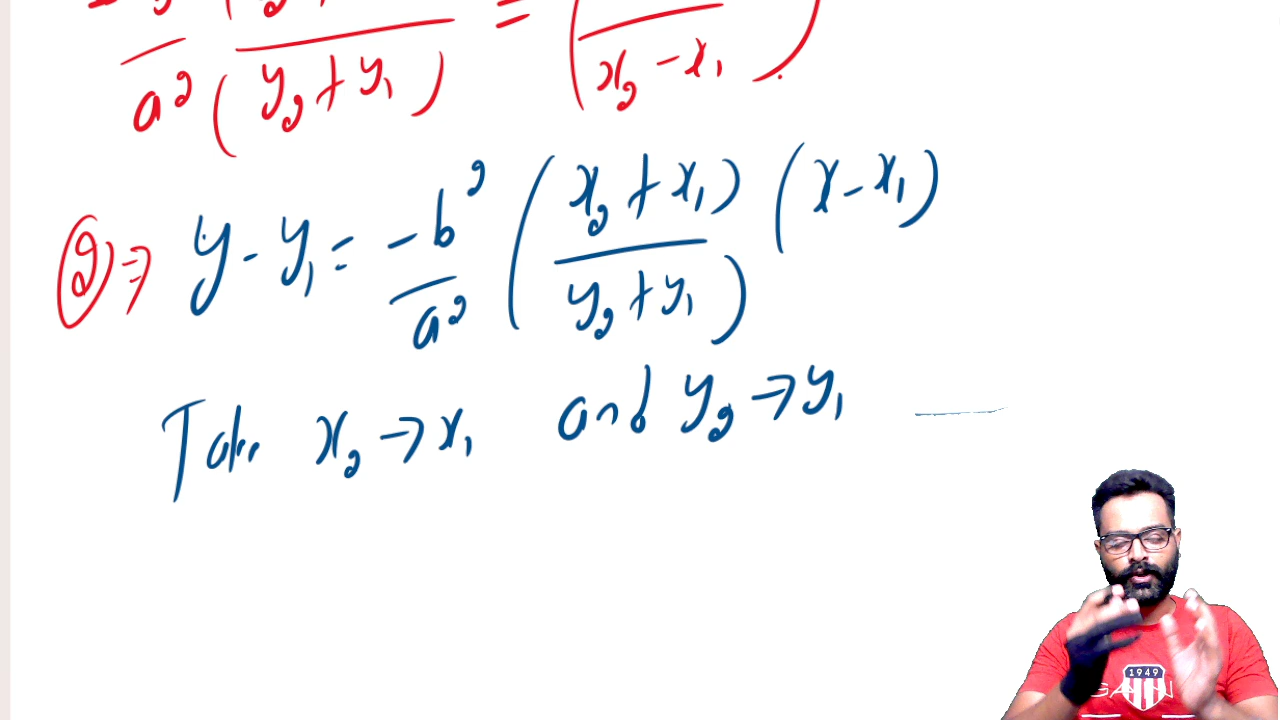 a² (y₂ + y₁) = (x₂ - x₁)
② ⇒ y - y₁ = -b²/a² ((x₂ + x₁)/(y₂ + y₁)) (x - x₁)
Take x₂ → x₁ and y₂ → y₁
1949